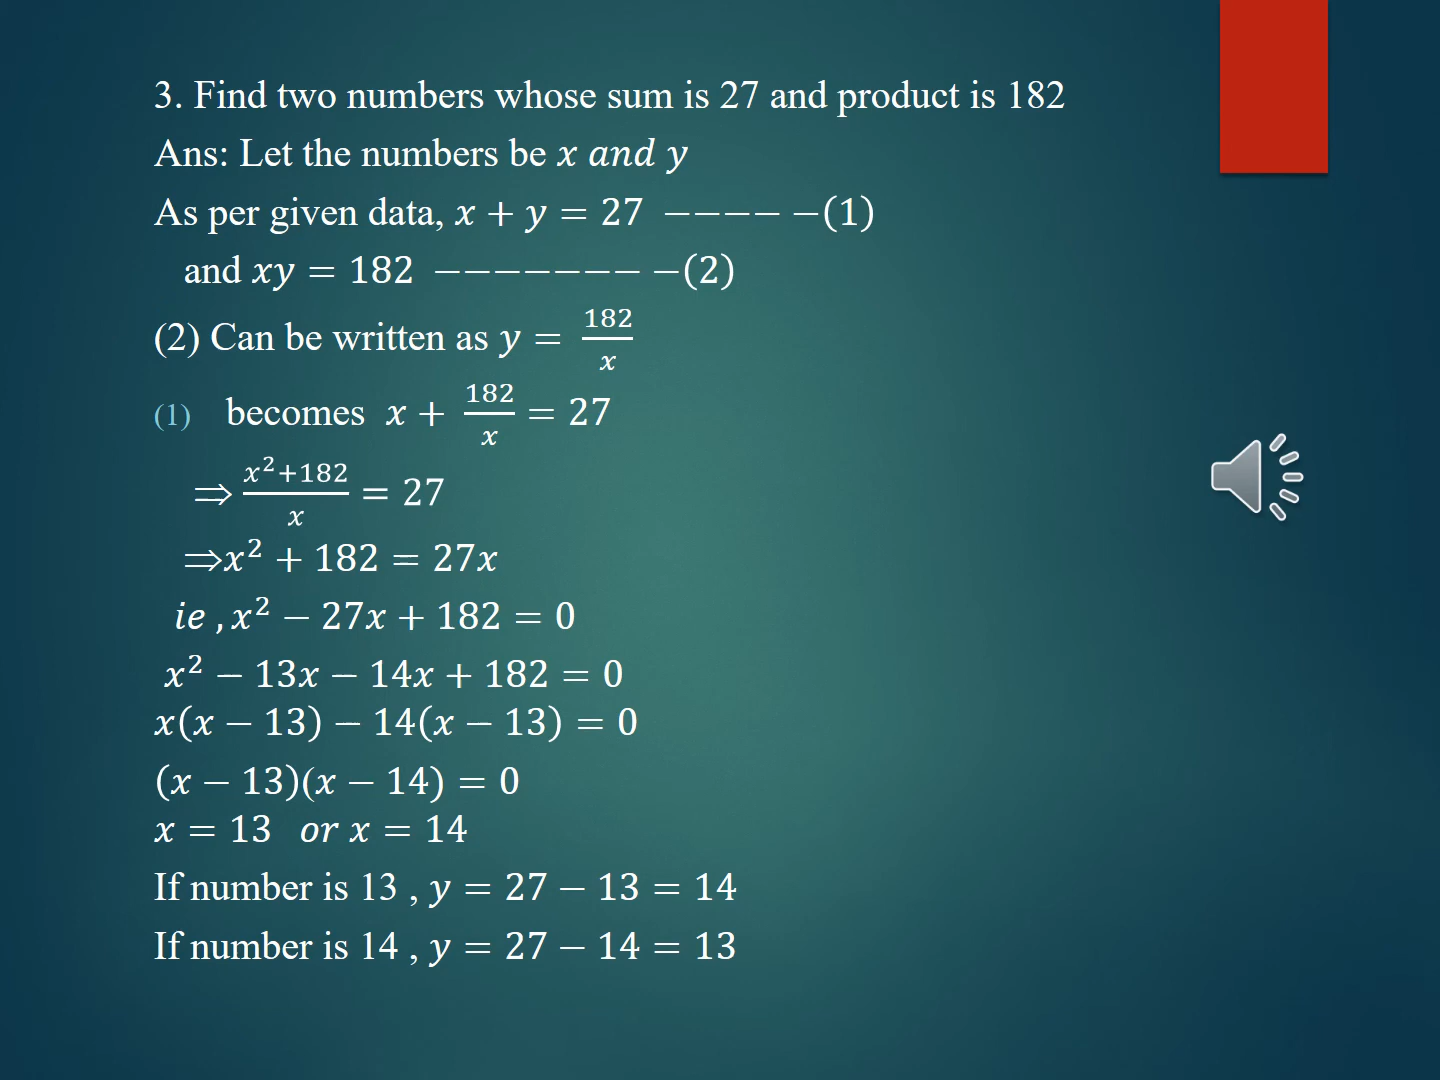 3. Find two numbers whose sum is 27 and product is 182
Ans: Let the numbers be x and y
As per given data, x + y = 27 −−−− −(1)
and xy = 182 −−−−−−− −(2)
(2) Can be written as y = 182/x
(1) becomes x + 182/x = 27
⇒ (x²+182)/x = 27
⇒x² + 182 = 27x
ie , x² − 27x + 182 = 0
x² − 13x − 14x + 182 = 0
x(x − 13) − 14(x − 13) = 0
(x − 13)(x − 14) = 0
x = 13 or x = 14
If number is 13 , y = 27 − 13 = 14
If number is 14 , y = 27 − 14 = 13